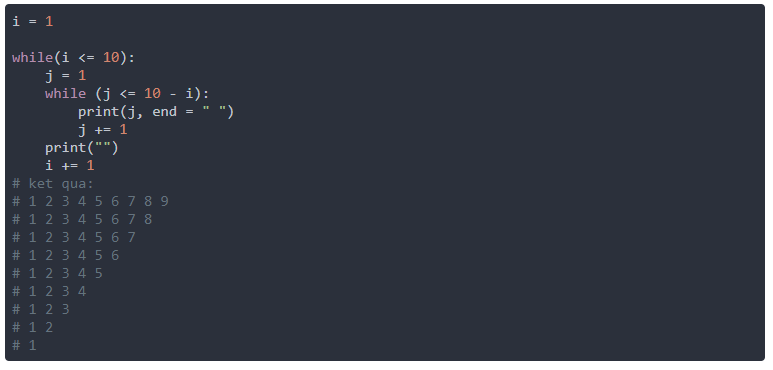 i = 1

while(i <= 10):
    j = 1
    while (j <= 10 - i):
        print(j, end = " ")
        j += 1
    print("")
    i += 1
# ket qua:
# 1 2 3 4 5 6 7 8 9
# 1 2 3 4 5 6 7 8
# 1 2 3 4 5 6 7
# 1 2 3 4 5 6
# 1 2 3 4 5
# 1 2 3 4
# 1 2 3
# 1 2
# 1